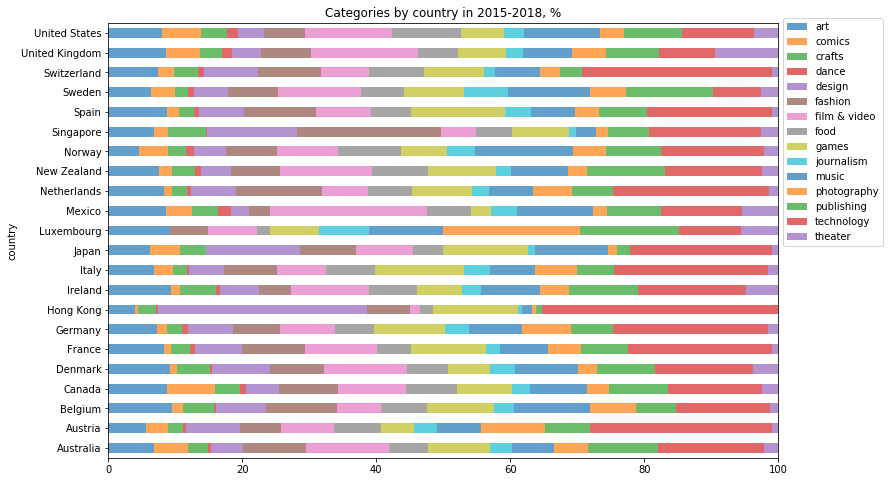 Categories by country in 2015-2018, %
country
United States
United Kingdom
Switzerland
Sweden
Spain
Singapore
Norway
New Zealand
Netherlands
Mexico
Luxembourg
Japan
Italy
Ireland
Hong Kong
Germany
France
Denmark
Canada
Belgium
Austria
Australia
0 20 40 60 80 100
art
comics
crafts
dance
design
fashion
film & video
food
games
journalism
music
photography
publishing
technology
theater